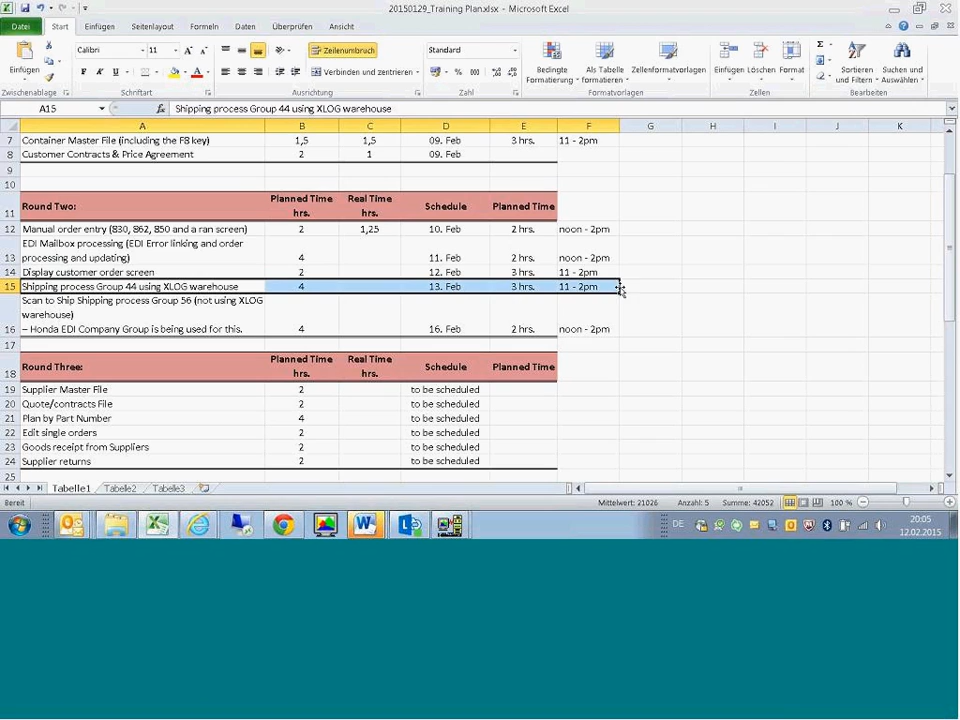 20150129_Training Plan.xlsx - Microsoft Excel
Datei Start Einfügen Seitenlayout Formeln Daten Überprüfen Ansicht
Calibri 11 Zeilenumbruch Standard
Einfügen F K U Verbinden und zentrieren % 000 Bedingte Formatierung Als Tabelle formatieren Zellenformatvorlagen Einfügen Löschen Format Sortieren und Filtern Suchen und Auswählen
Zwischenablage Schriftart Ausrichtung Zahl Formatvorlagen Zellen Bearbeiten
A15 fx Shipping process Group 44 using XLOG warehouse
A B C D E F G H I J K
7 Container Master File (including the F8 key) 1,5 1,5 09. Feb 3 hrs. 11 - 2pm
8 Customer Contracts & Price Agreement 2 1 09. Feb
9
10
11 Round Two: Planned Time hrs. Real Time hrs. Schedule Planned Time
12 Manual order entry (830, 862, 850 and a ran screen) 2 1,25 10. Feb 2 hrs. noon - 2pm
EDI Mailbox processing (EDI Error linking and order
13 processing and updating) 4 11. Feb 2 hrs. noon - 2pm
14 Display customer order screen 2 12. Feb 3 hrs. 11 - 2pm
15 Shipping process Group 44 using XLOG warehouse 4 13. Feb 3 hrs. 11 - 2pm
Scan to Ship Shipping process Group 56 (not using XLOG
warehouse)
16 – Honda EDI Company Group is being used for this. 4 16. Feb 2 hrs. noon - 2pm
17
18 Round Three: Planned Time hrs. Real Time hrs. Schedule Planned Time
19 Supplier Master File 2 to be scheduled
20 Quote/contracts File 2 to be scheduled
21 Plan by Part Number 4 to be scheduled
22 Edit single orders 2 to be scheduled
23 Goods receipt from Suppliers 2 to be scheduled
24 Supplier returns 2 to be scheduled
25
Tabelle1 Tabelle2 Tabelle3
Bereit Mittelwert: 21026 Anzahl: 5 Summe: 42052 100 %
DE 20:05
12.02.2015